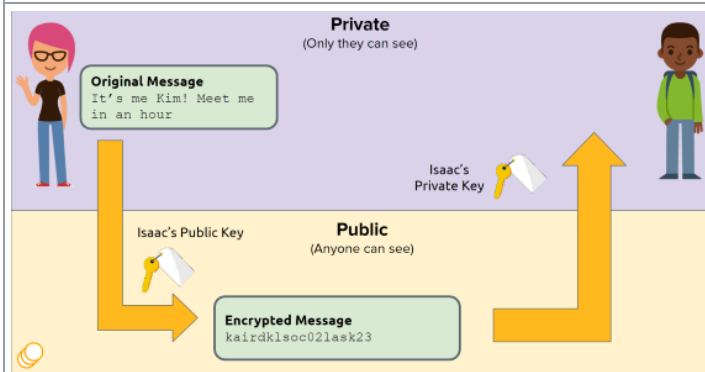 Private
(Only they can see)
Original Message
It's me Kim! Meet me
in an hour
Isaac's
Private Key
Isaac's Public Key
Public
(Anyone can see)
Encrypted Message
kairdklsoc02lask23